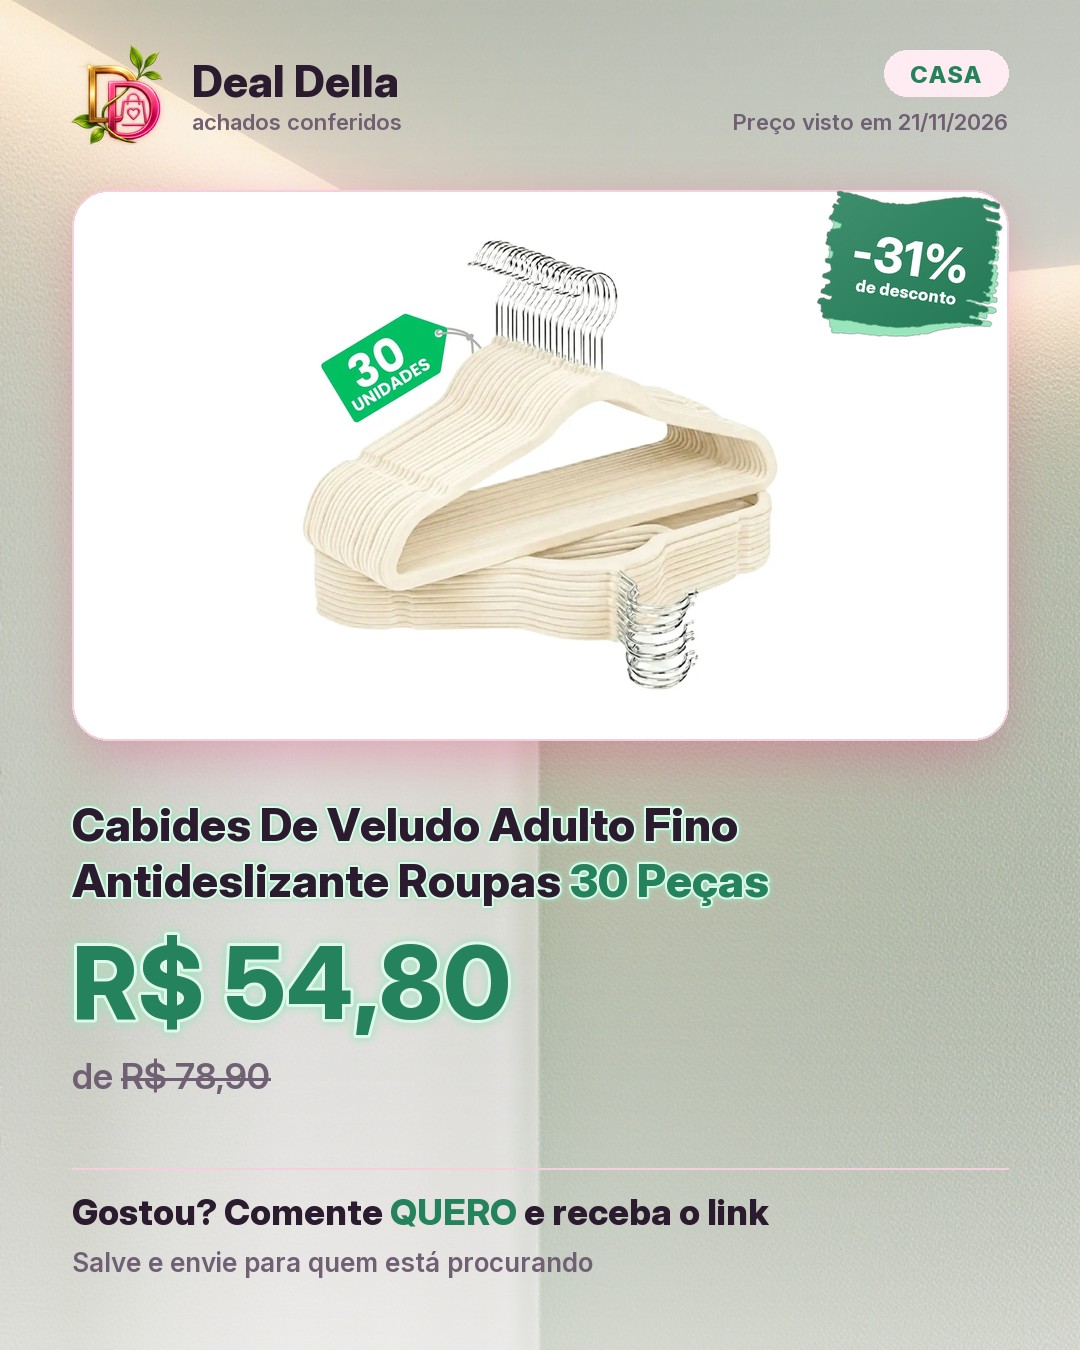 Deal Della
achados conferidos
CASA
Preço visto em 21/11/2026
-31%
de desconto
30
UNIDADES
Cabides De Veludo Adulto Fino
Antideslizante Roupas 30 Peças
R$ 54,80
de R$ 78,90
Gostou? Comente QUERO e receba o link
Salve e envie para quem está procurando